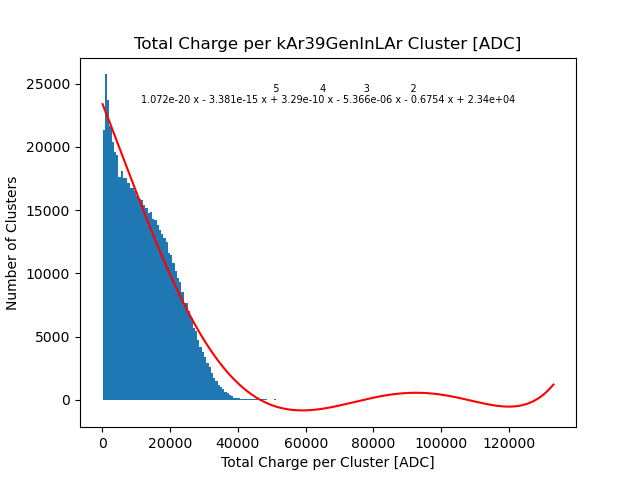 Total Charge per kAr39GenInLAr Cluster [ADC]
5 4 3 2
1.072e-20 x - 3.381e-15 x + 3.29e-10 x - 5.366e-06 x - 0.6754 x + 2.34e+04
25000
20000
15000
10000
5000
0
Number of Clusters
0 20000 40000 60000 80000 100000 120000
Total Charge per Cluster [ADC]